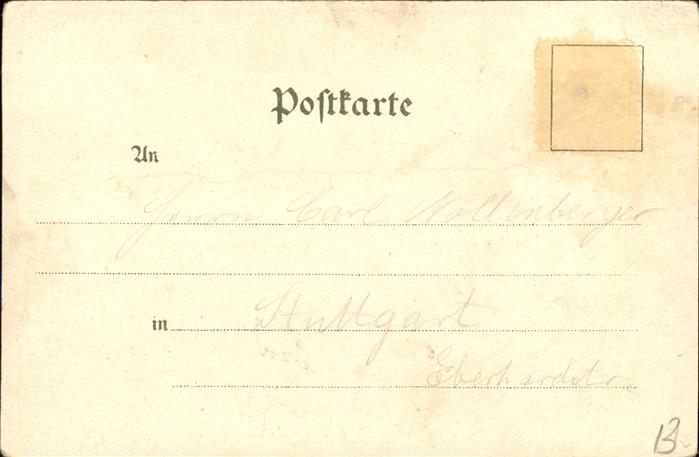 Postkarte
An
Herrn Carl Wollenberger
in Stuttgart
Eberhardstr.